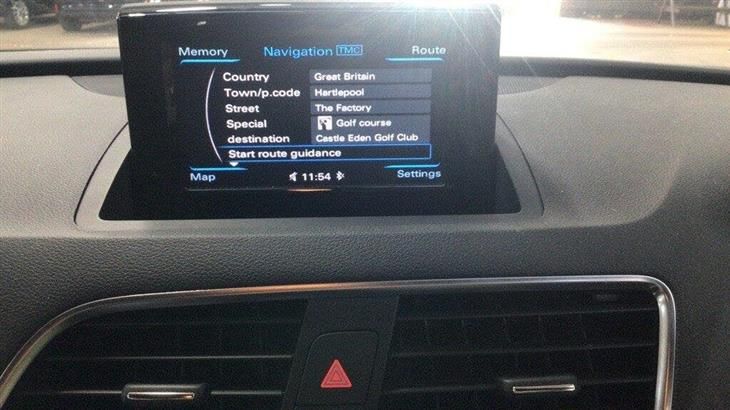 Memory Navigation TMC Route
Country Great Britain
Town/p.code Hartlepool
Street The Factory
Special Golf course
destination Castle Eden Golf Club
Start route guidance
Map 11:54 Settings